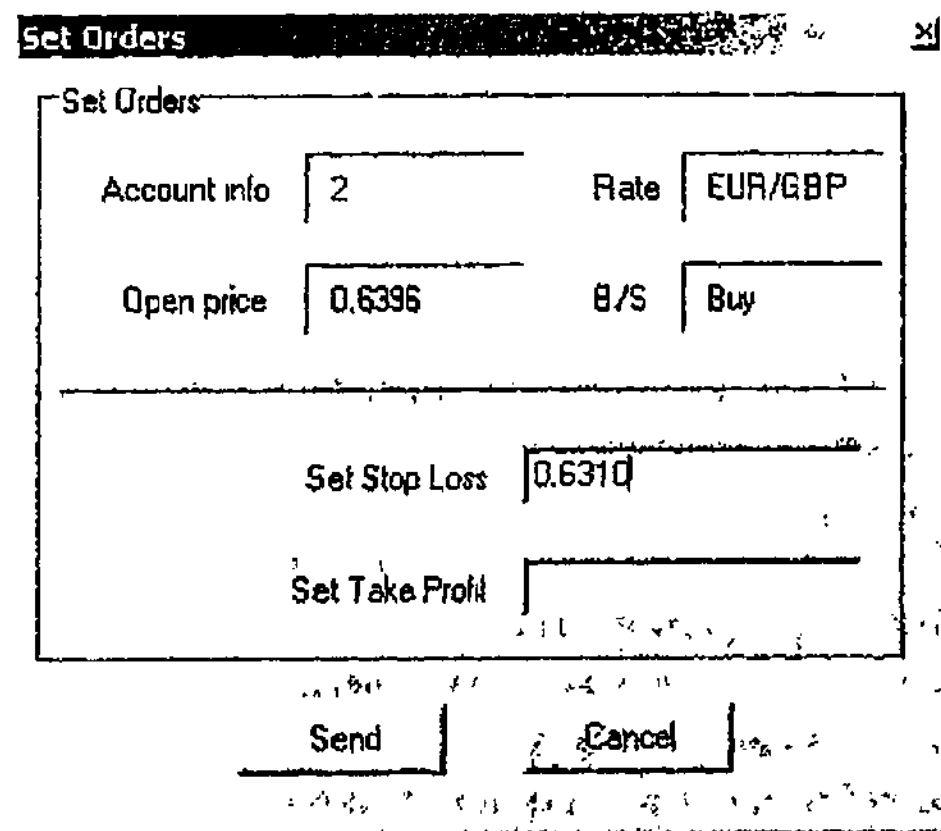 Set Orders
Set Orders
Account info 2 Rate EUR/GBP
Open price 0.6396 B/S Buy
Set Stop Loss 0.6310
Set Take Profit
Send Cancel